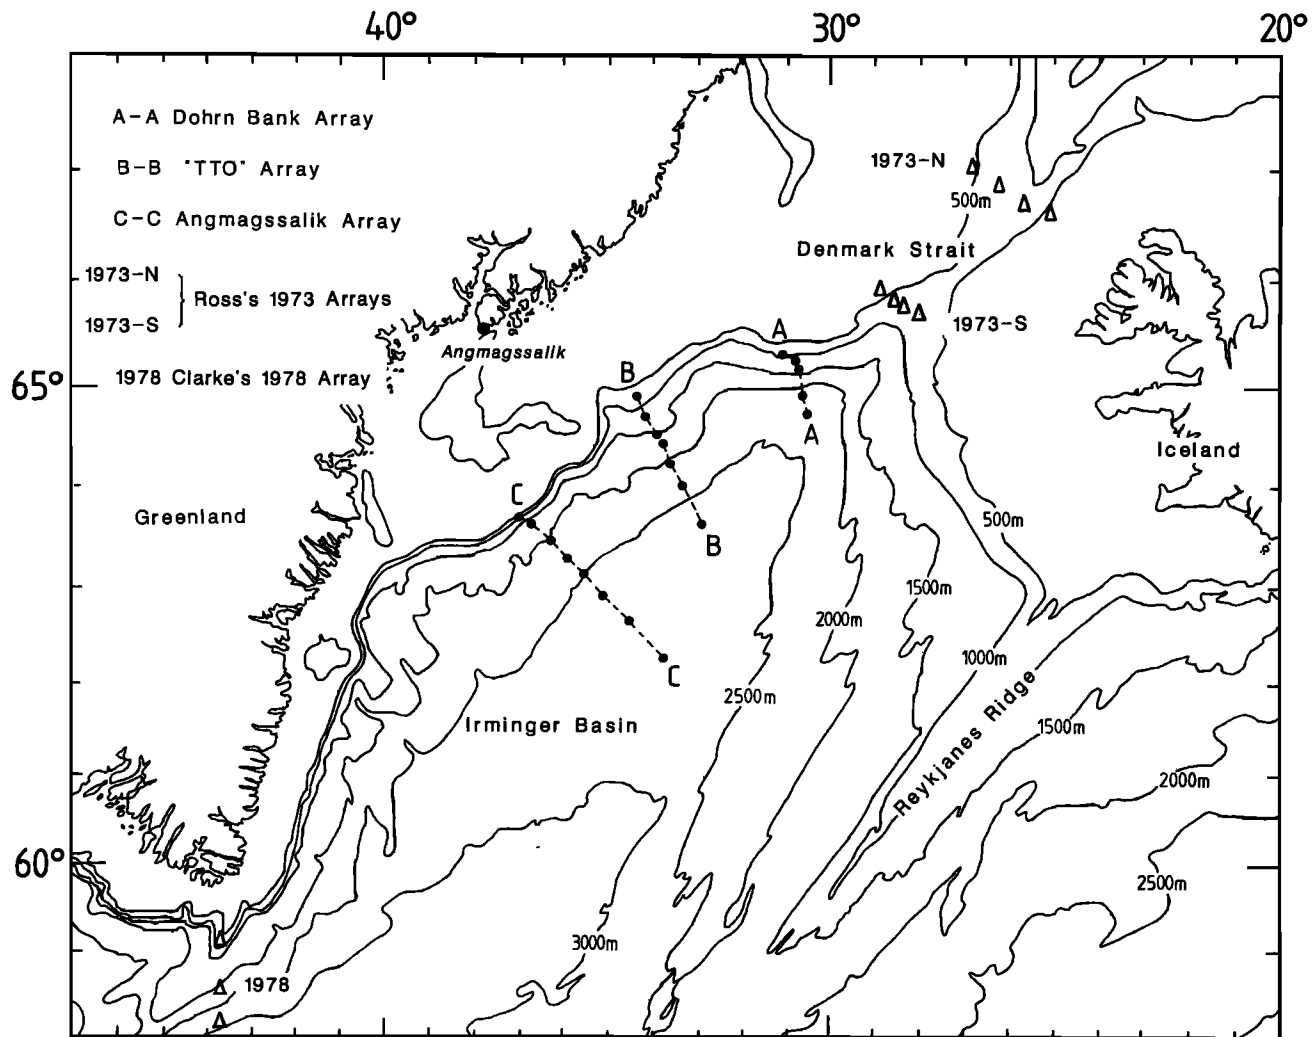 40°
30°
20°
A-A Dohrn Bank Array
B-B "TTO" Array
C-C Angmagssalik Array
1973-N
1973-S
Ross's 1973 Arrays
1978 Clarke's 1978 Array
1973-N
500m
Denmark Strait
1973-S
A
Angmagssalik
65°
B
A
Iceland
C
Greenland
500m
B
1500m
2000m
1000m
C
2500m
Irminger Basin
Reykjanes Ridge
1500m
2000m
60°
2500m
3000m
1978